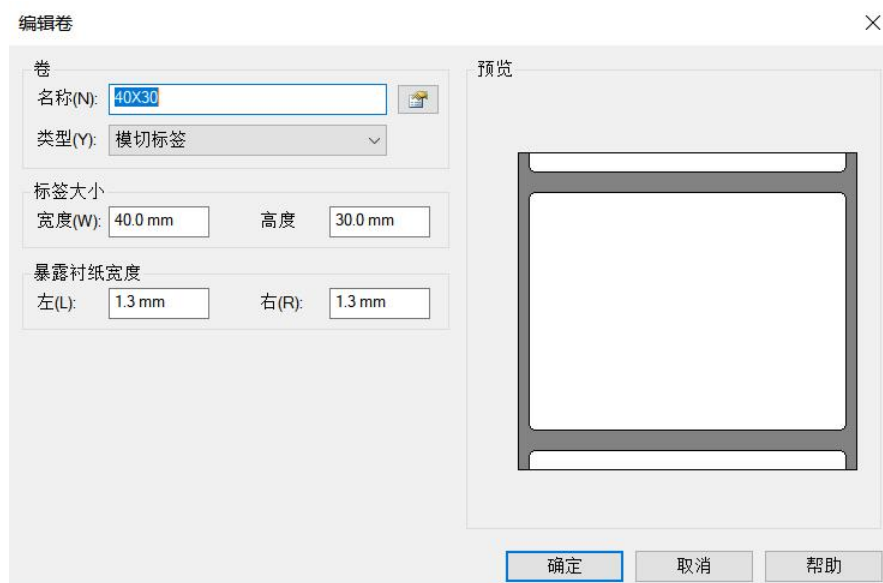 编辑卷
卷
名称(N): 40X30
类型(Y): 模切标签
标签大小
宽度(W): 40.0 mm 高度 30.0 mm
暴露衬纸宽度
左(L): 1.3 mm 右(R): 1.3 mm
预览
确定 取消 帮助